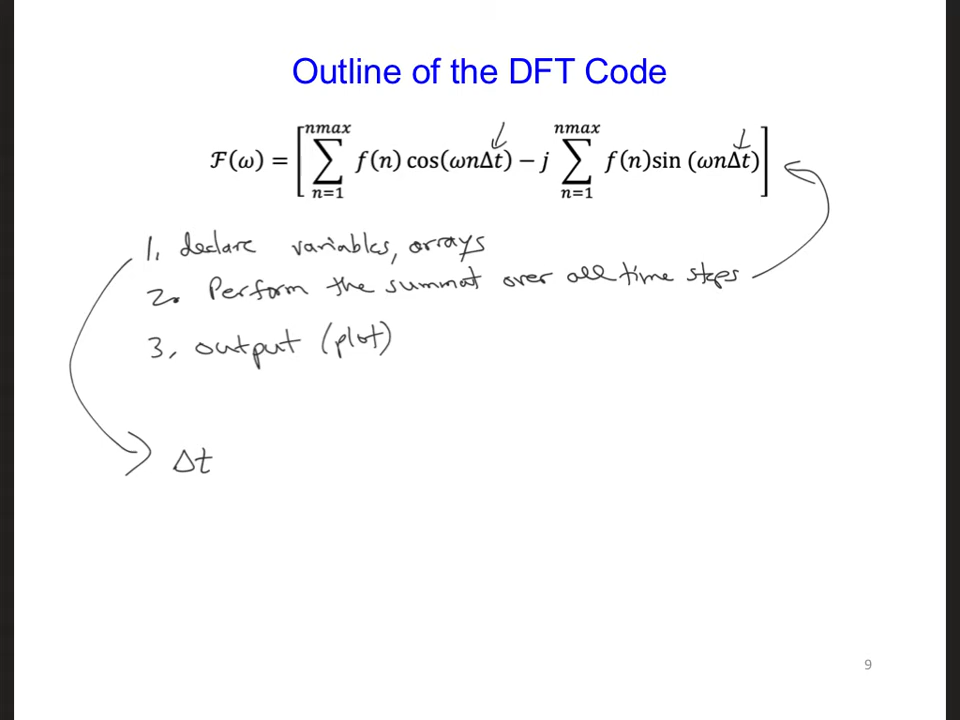 Outline of the DFT Code
ℱ(ω) = [∑_{n=1}^{nmax} f(n) cos(ωnΔt) − j ∑_{n=1}^{nmax} f(n)sin (ωnΔt)]
1. declare variables, arrays
2. Perform the summat over all time steps
3. output (plot)
Δt
9